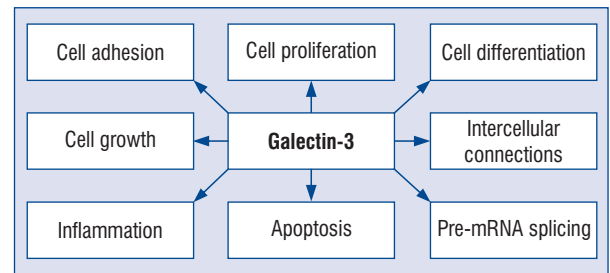 Cell adhesion
Cell proliferation
Cell differentiation
Cell growth
Galectin-3
Intercellular
connections
Inflammation
Apoptosis
Pre-mRNA splicing